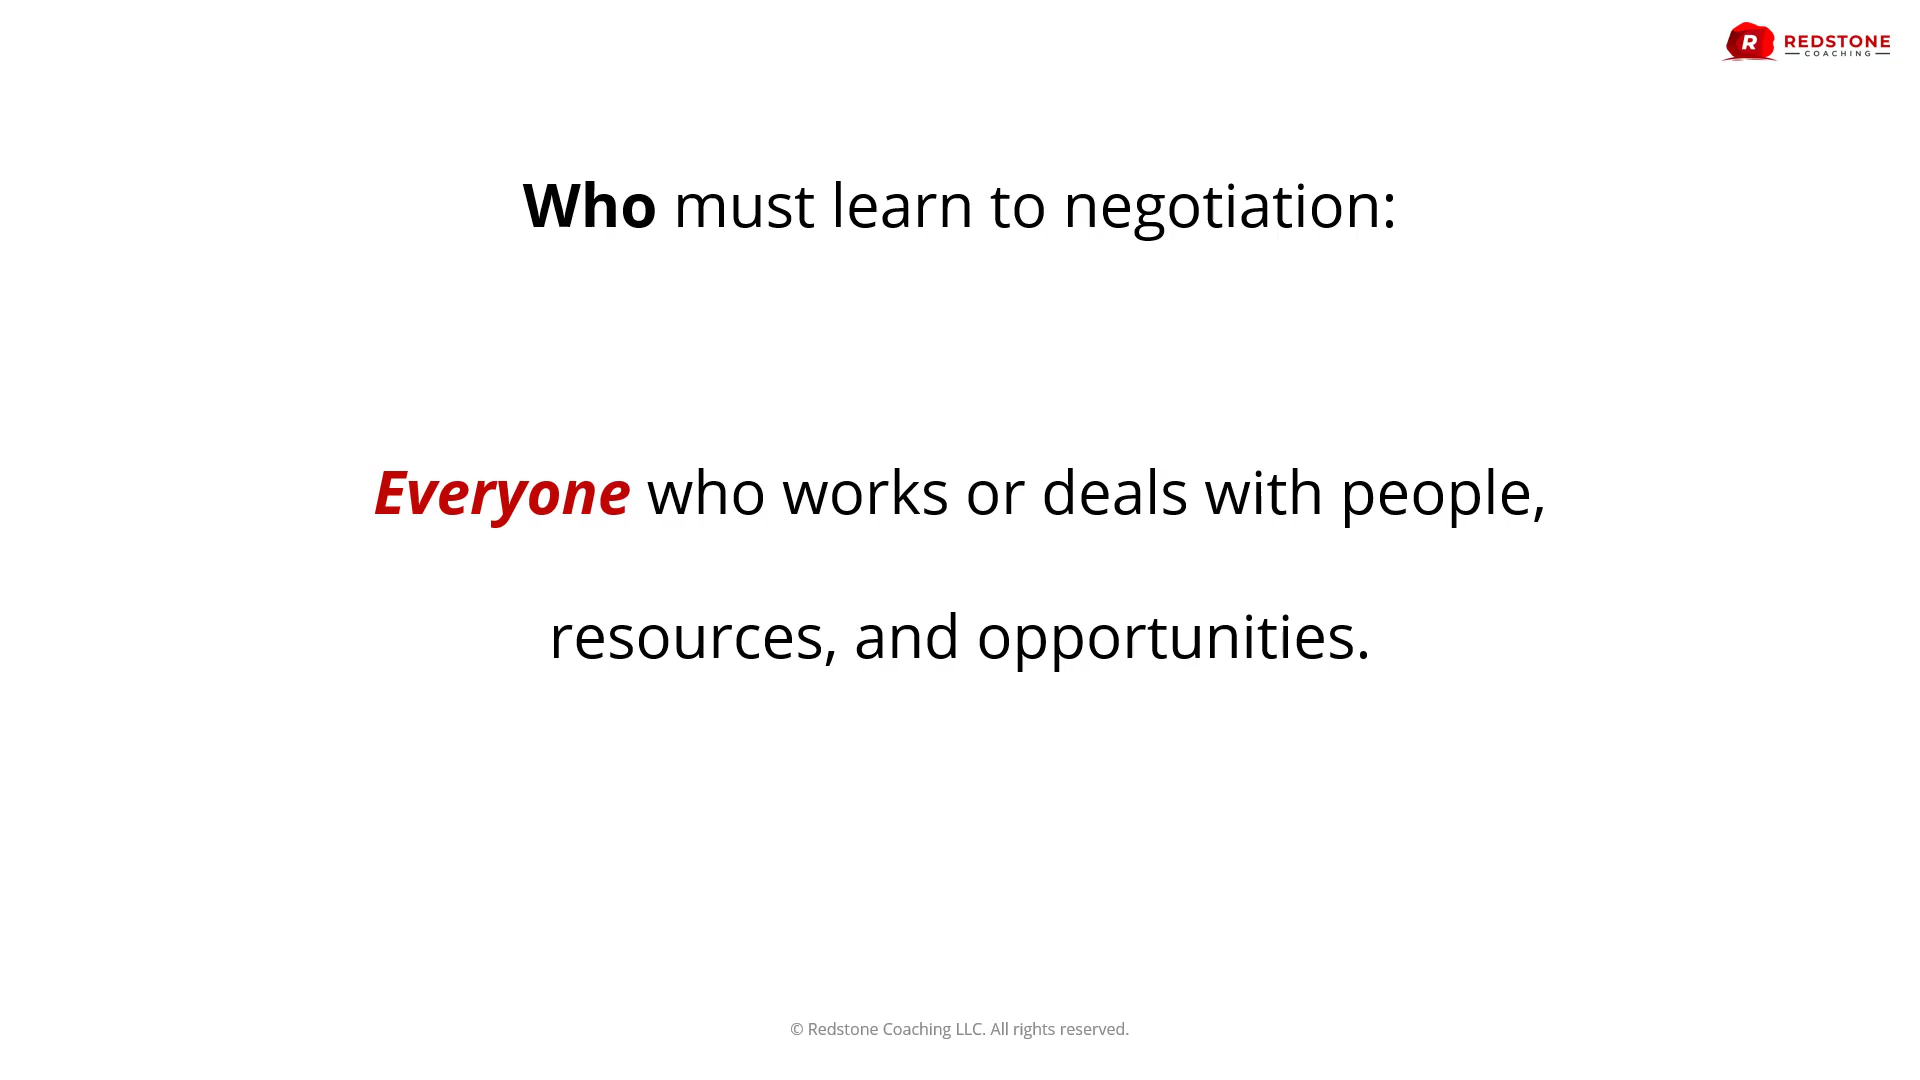 R
REDSTONE
COACHING
Who must learn to negotiation:
Everyone who works or deals with people,
resources, and opportunities.
© Redstone Coaching LLC. All rights reserved.